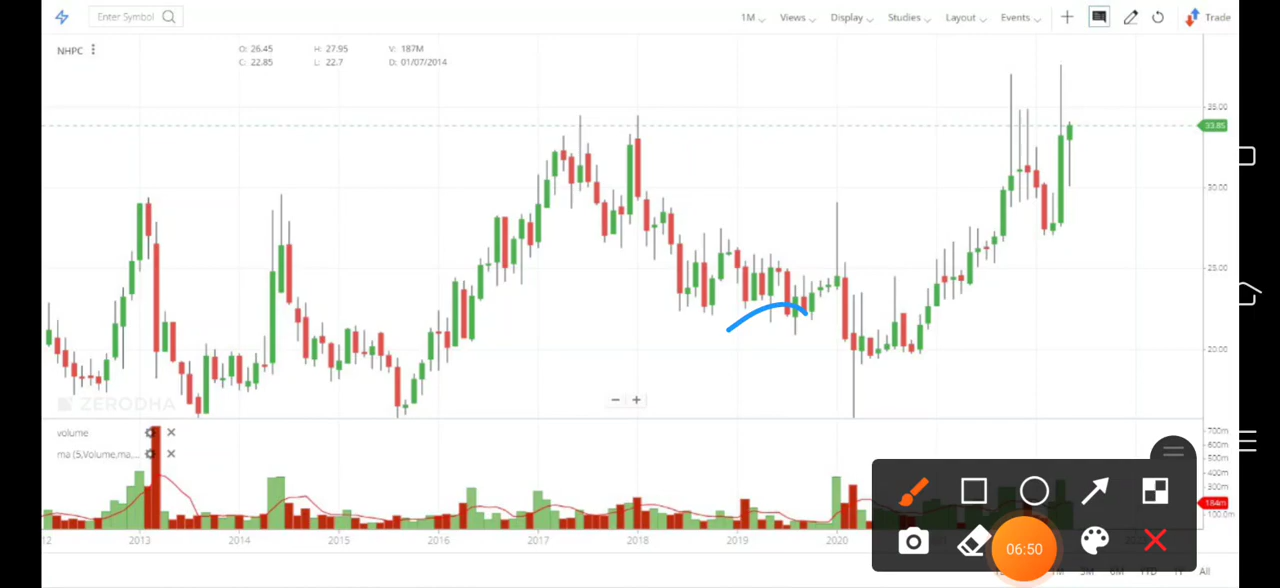 Enter Symbol
1M Views Display Studies Layout Events Trade
NHPC O: 26.45 H: 27.95 V: 187M
C: 22.85 L: 22.7 D: 01/07/2014
35.00
33.85
30.00
25.00
20.00
ZERODHA
− +
volume
ma (5,Volume,ma,...
700m
600m
500m
300m
184m
100.0m
12 2013 2014 2015 2016 2017 2018 2019 2020
06:50
All